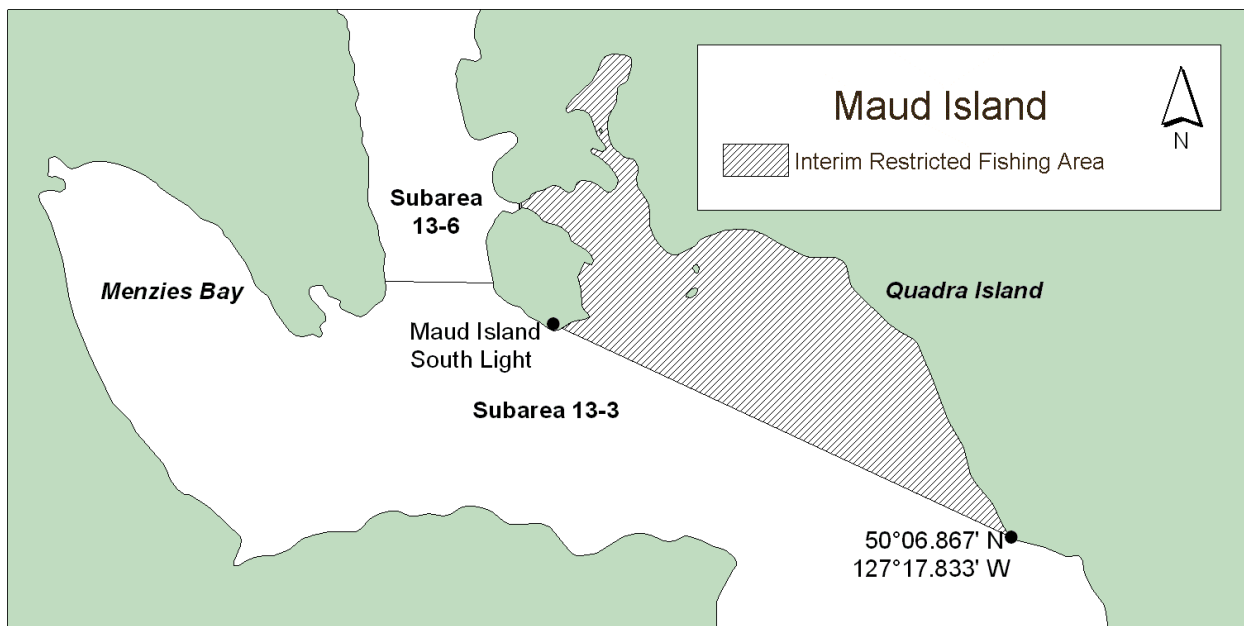 Maud Island
N
Interim Restricted Fishing Area
Subarea
13-6
Menzies Bay
Quadra Island
Maud Island
South Light
Subarea 13-3
50°06.867' N
127°17.833' W